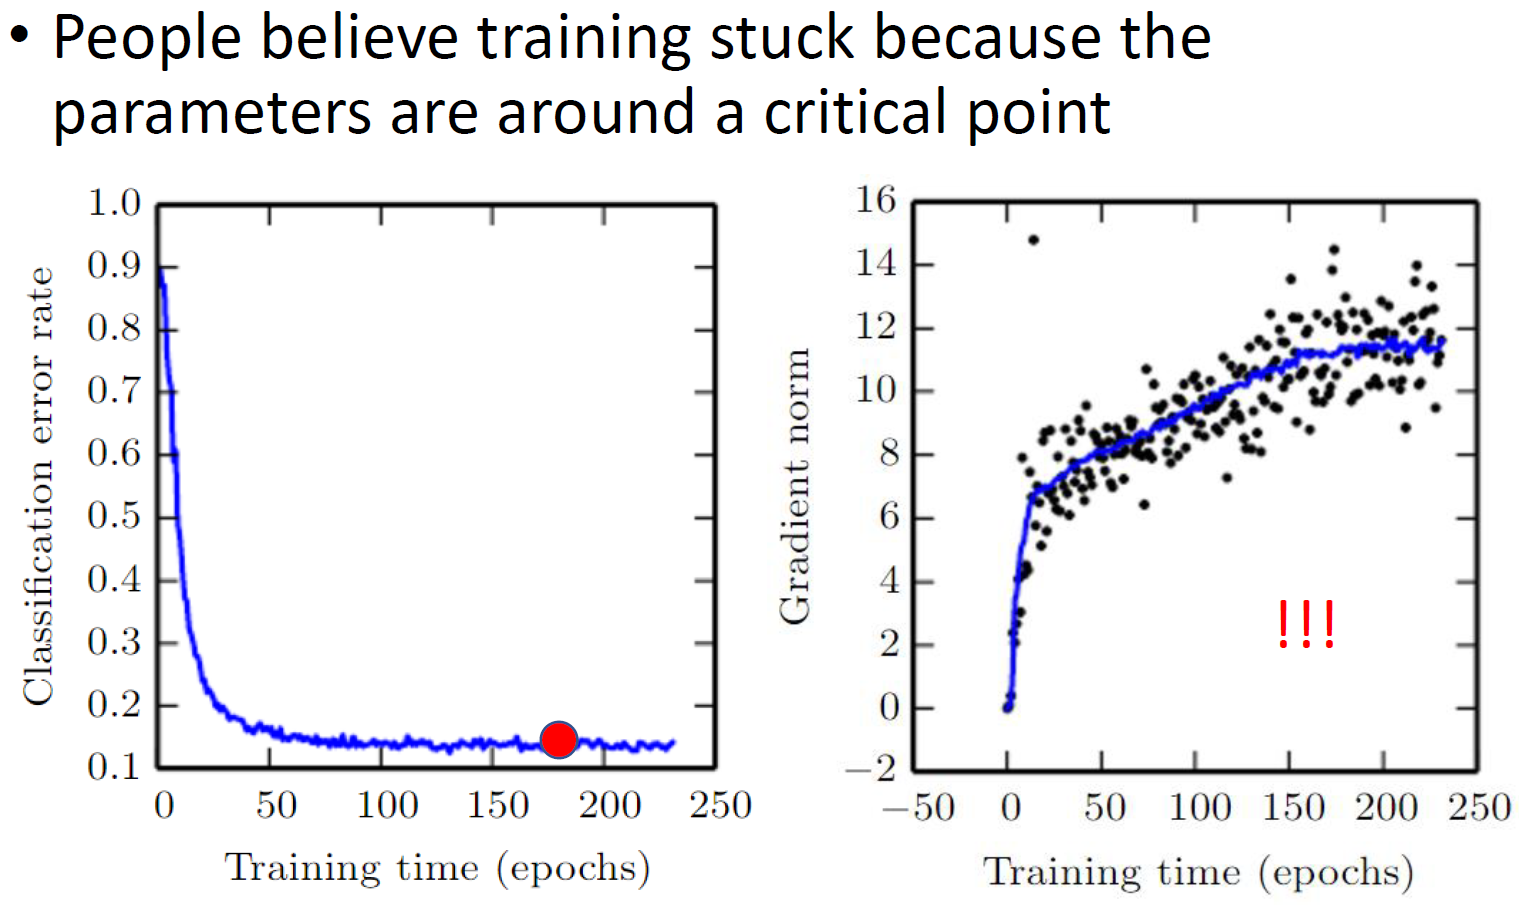 • People believe training stuck because the
parameters are around a critical point
1.0
0.9
0.8
0.7
0.6
0.5
0.4
0.3
0.2
0.1
Classification error rate
0 50 100 150 200 250
Training time (epochs)
16
14
12
10
8
6
4
2
0
−2
Gradient norm
!!!
−50 0 50 100 150 200 250
Training time (epochs)